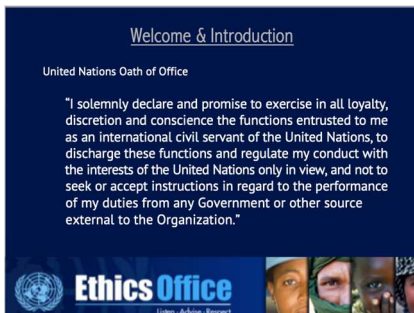 Welcome & Introduction
United Nations Oath of Office
“I solemnly declare and promise to exercise in all loyalty,
discretion and conscience the functions entrusted to me
as an international civil servant of the United Nations, to
discharge these functions and regulate my conduct with
the interests of the United Nations only in view, and not to
seek or accept instructions in regard to the performance
of my duties from any Government or other source
external to the Organization.”
Ethics Office
Listen - Advise - Respect